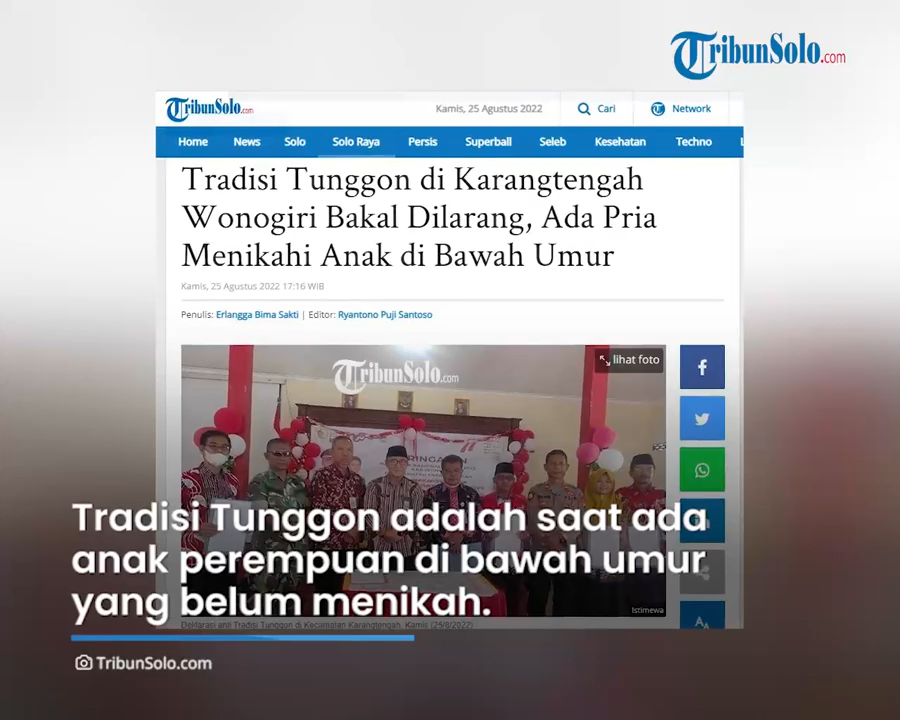 TribunSolo.com
TribunSolo.com
Kamis, 25 Agustus 2022
Cari
Network
Home News Solo Solo Raya Persis Superball Seleb Kesehatan Techno
Tradisi Tunggon di Karangtengah
Wonogiri Bakal Dilarang, Ada Pria
Menikahi Anak di Bawah Umur
Kamis, 25 Agustus 2022 17:16 WIB
Penulis: Erlangga Bima Sakti | Editor: Ryantono Puji Santoso
lihat foto
TribunSolo.com
Tradisi Tunggon adalah saat ada
anak perempuan di bawah umur
yang belum menikah.
Istimewa
Deklarasi anti Tradisi Tunggon di Kecamatan Karangtengah, Kamis (25/8/2022)
AA
TribunSolo.com